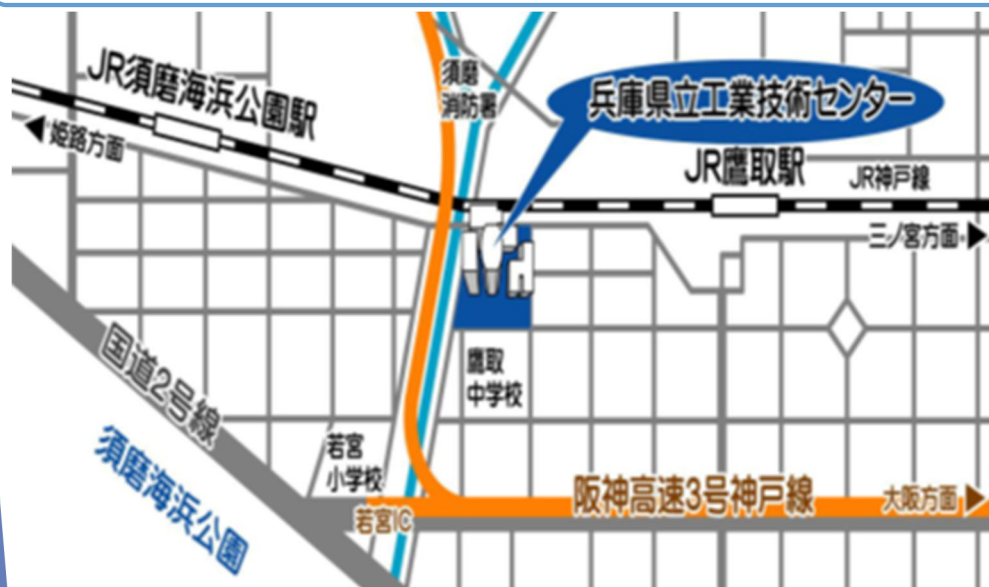 JR須磨海浜公園駅
姫路方面
須磨
消防署
兵庫県立工業技術センター
JR鷹取駅
JR神戸線
三ノ宮方面
国道2号線
須磨海浜公園
鷹取
中学校
若宮
小学校
若宮IC
阪神高速3号神戸線
大阪方面